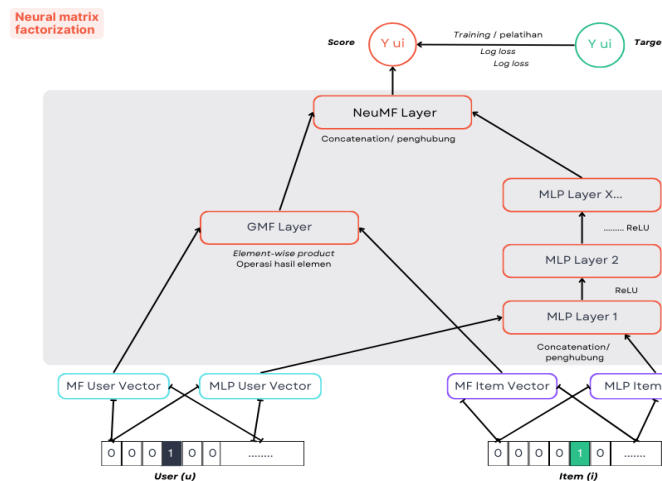 Neural matrix
factorization
Score
Y ui
Training / pelatihan
Log loss
Log loss
Y ui
Targe
NeuMF Layer
Concatenation/ penghubung
MLP Layer X...
......... ReLU
GMF Layer
Element-wise product
Operasi hasil elemen
MLP Layer 2
ReLU
MLP Layer 1
Concatenation/
penghubung
MF User Vector
MLP User Vector
MF Item Vector
MLP Item
0 0 0 1 0 0 ........
0 0 0 0 1 0 .......
User (u)
Item (i)